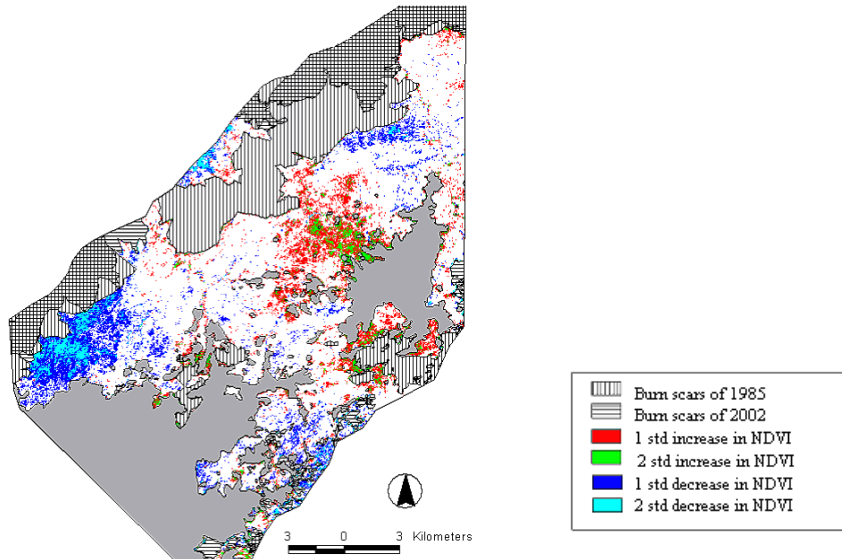 Burn scars of 1985
Burn scars of 2002
1 std increase in NDVI
2 std increase in NDVI
1 std decrease in NDVI
2 std decrease in NDVI
3 0 3 Kilometers